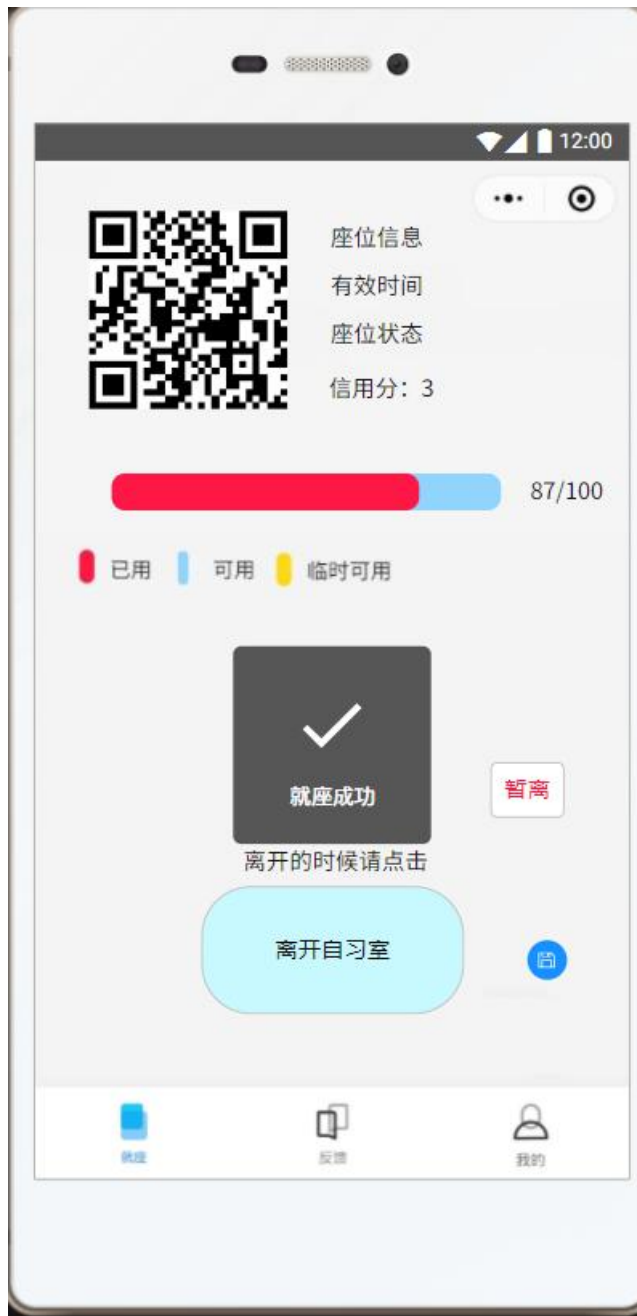 12:00
座位信息
有效时间
座位状态
信用分：3
87/100
已用 可用 临时可用
就座成功
暂离
离开的时候请点击
离开自习室
就座 反馈 我的